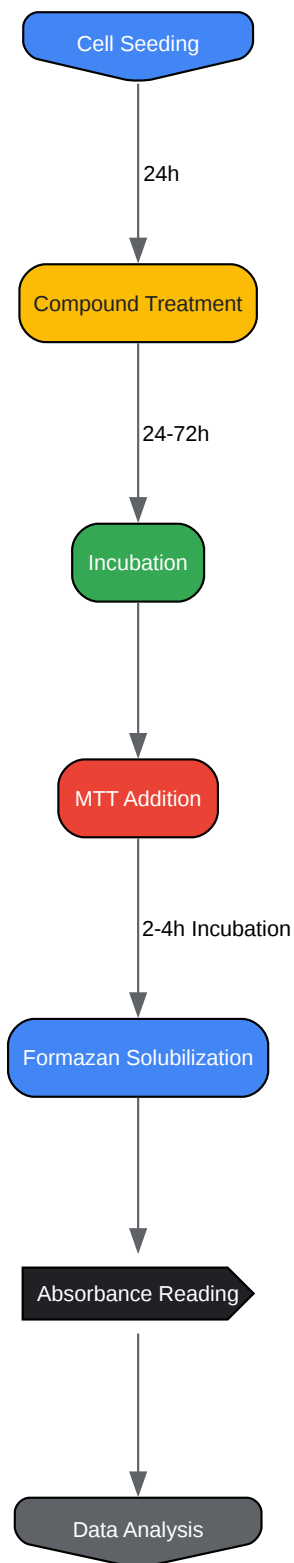 Cell Seeding
24h
Compound Treatment
24-72h
Incubation
MTT Addition
2-4h Incubation
Formazan Solubilization
Absorbance Reading
Data Analysis